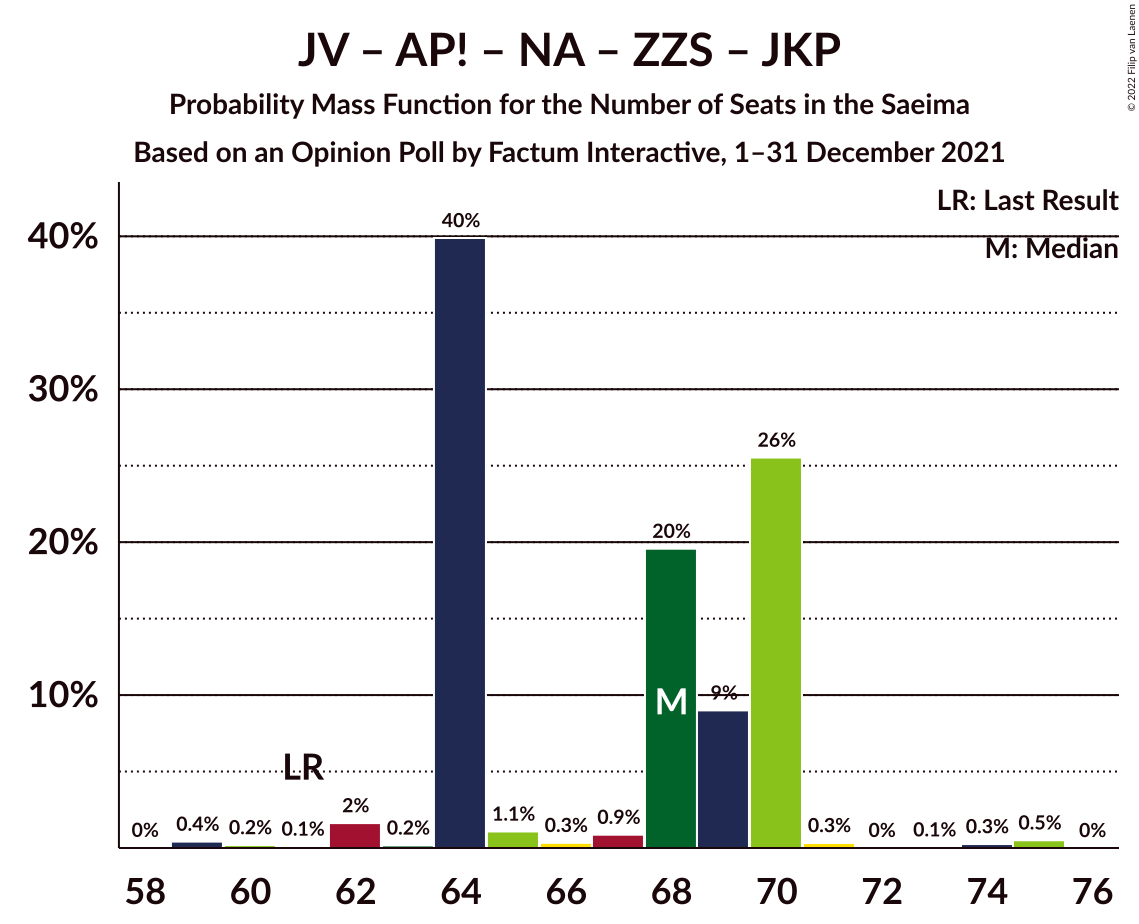 JV – AP! – NA – ZZS – JKP
Probability Mass Function for the Number of Seats in the Saeima
Based on an Opinion Poll by Factum Interactive, 1–31 December 2021
© 2022 Filip van Laenen
LR: Last Result
M: Median
40%
30%
20%
10%
0%
0.4%
0.2%
0.1%
2%
0.2%
40%
1.1%
0.3%
0.9%
20%
9%
26%
0.3%
0%
0.1%
0.3%
0.5%
0%
LR
M
58 60 62 64 66 68 70 72 74 76